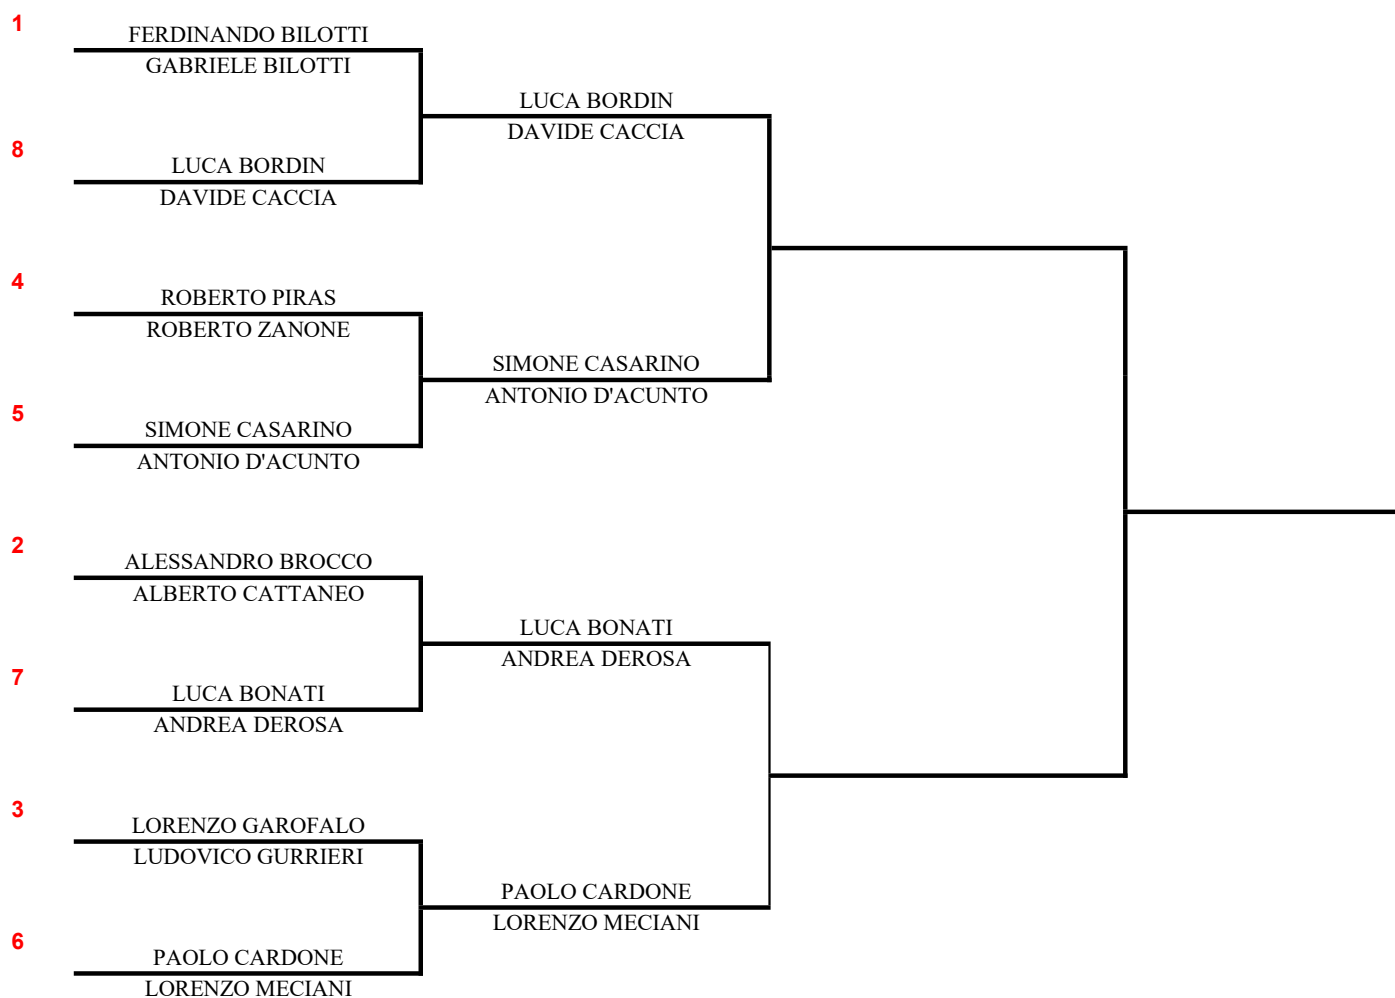 1
FERDINANDO BILOTTI
GABRIELE BILOTTI
LUCA BORDIN
DAVIDE CACCIA
8
LUCA BORDIN
DAVIDE CACCIA
4
ROBERTO PIRAS
ROBERTO ZANONE
SIMONE CASARINO
ANTONIO D'ACUNTO
5
SIMONE CASARINO
ANTONIO D'ACUNTO
2
ALESSANDRO BROCCO
ALBERTO CATTANEO
LUCA BONATI
ANDREA DEROSA
7
LUCA BONATI
ANDREA DEROSA
3
LORENZO GAROFALO
LUDOVICO GURRIERI
PAOLO CARDONE
LORENZO MECIANI
6
PAOLO CARDONE
LORENZO MECIANI